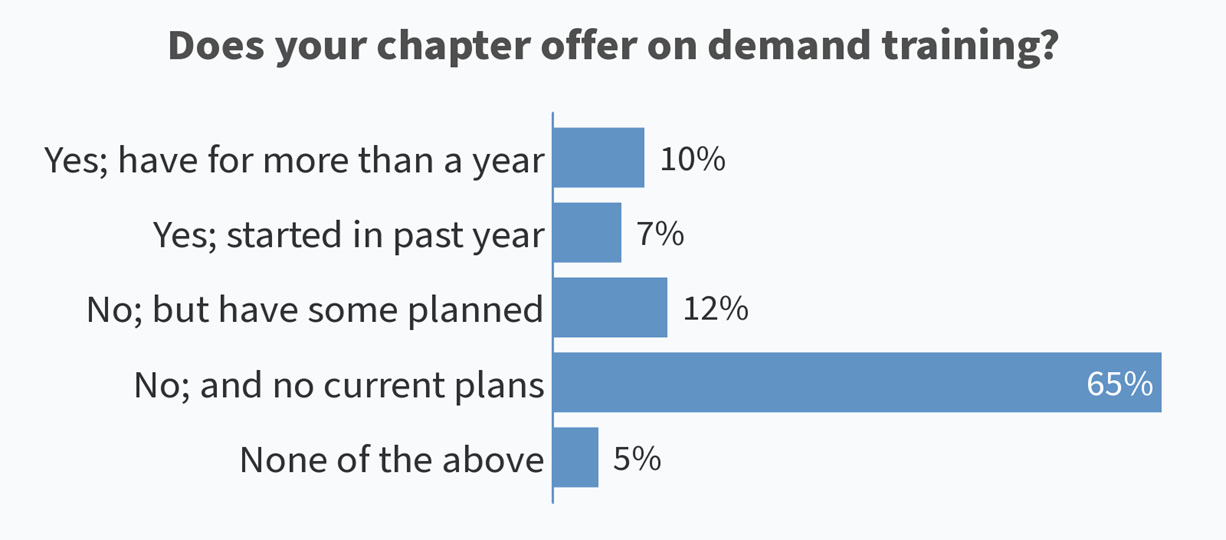 Does your chapter offer on demand training?
Yes; have for more than a year 10%
Yes; started in past year 7%
No; but have some planned 12%
No; and no current plans 65%
None of the above 5%